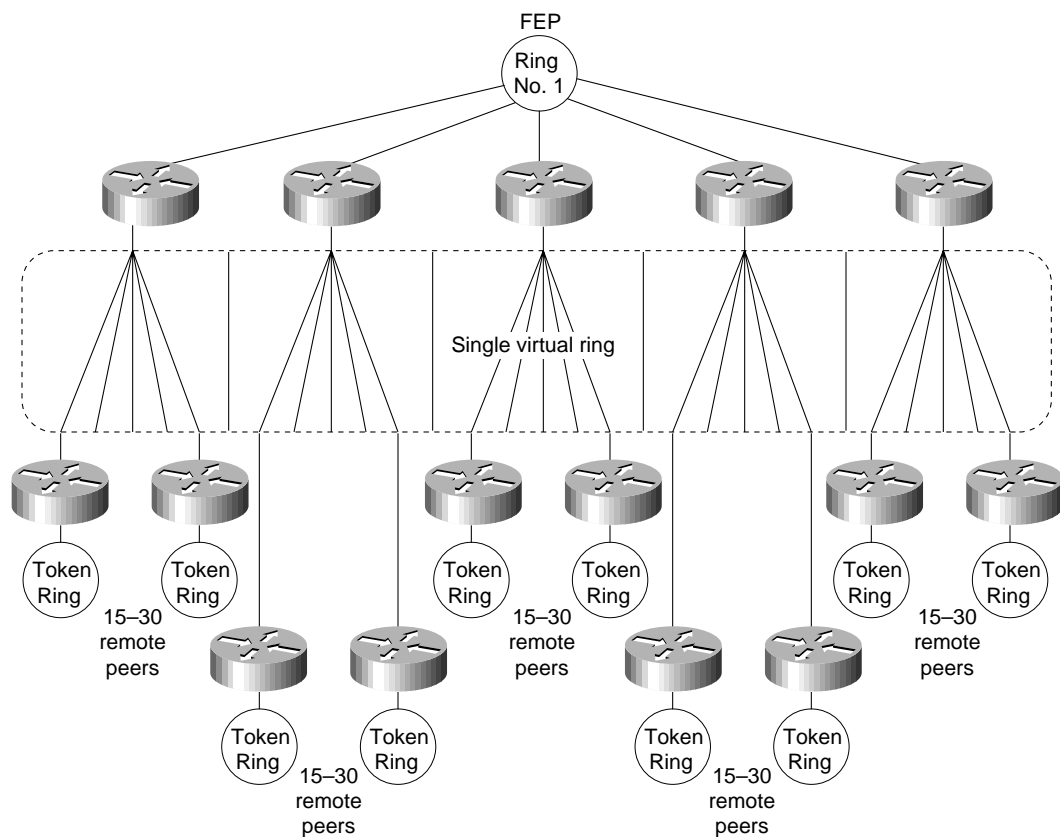 FEP
Ring
No. 1
Single virtual ring
Token
Ring
Token
Ring
Token
Ring
Token
Ring
Token
Ring
Token
Ring
15–30
remote
peers
15–30
remote
peers
15–30
remote
peers
Token
Ring
Token
Ring
Token
Ring
Token
Ring
15–30
remote
peers
15–30
remote
peers